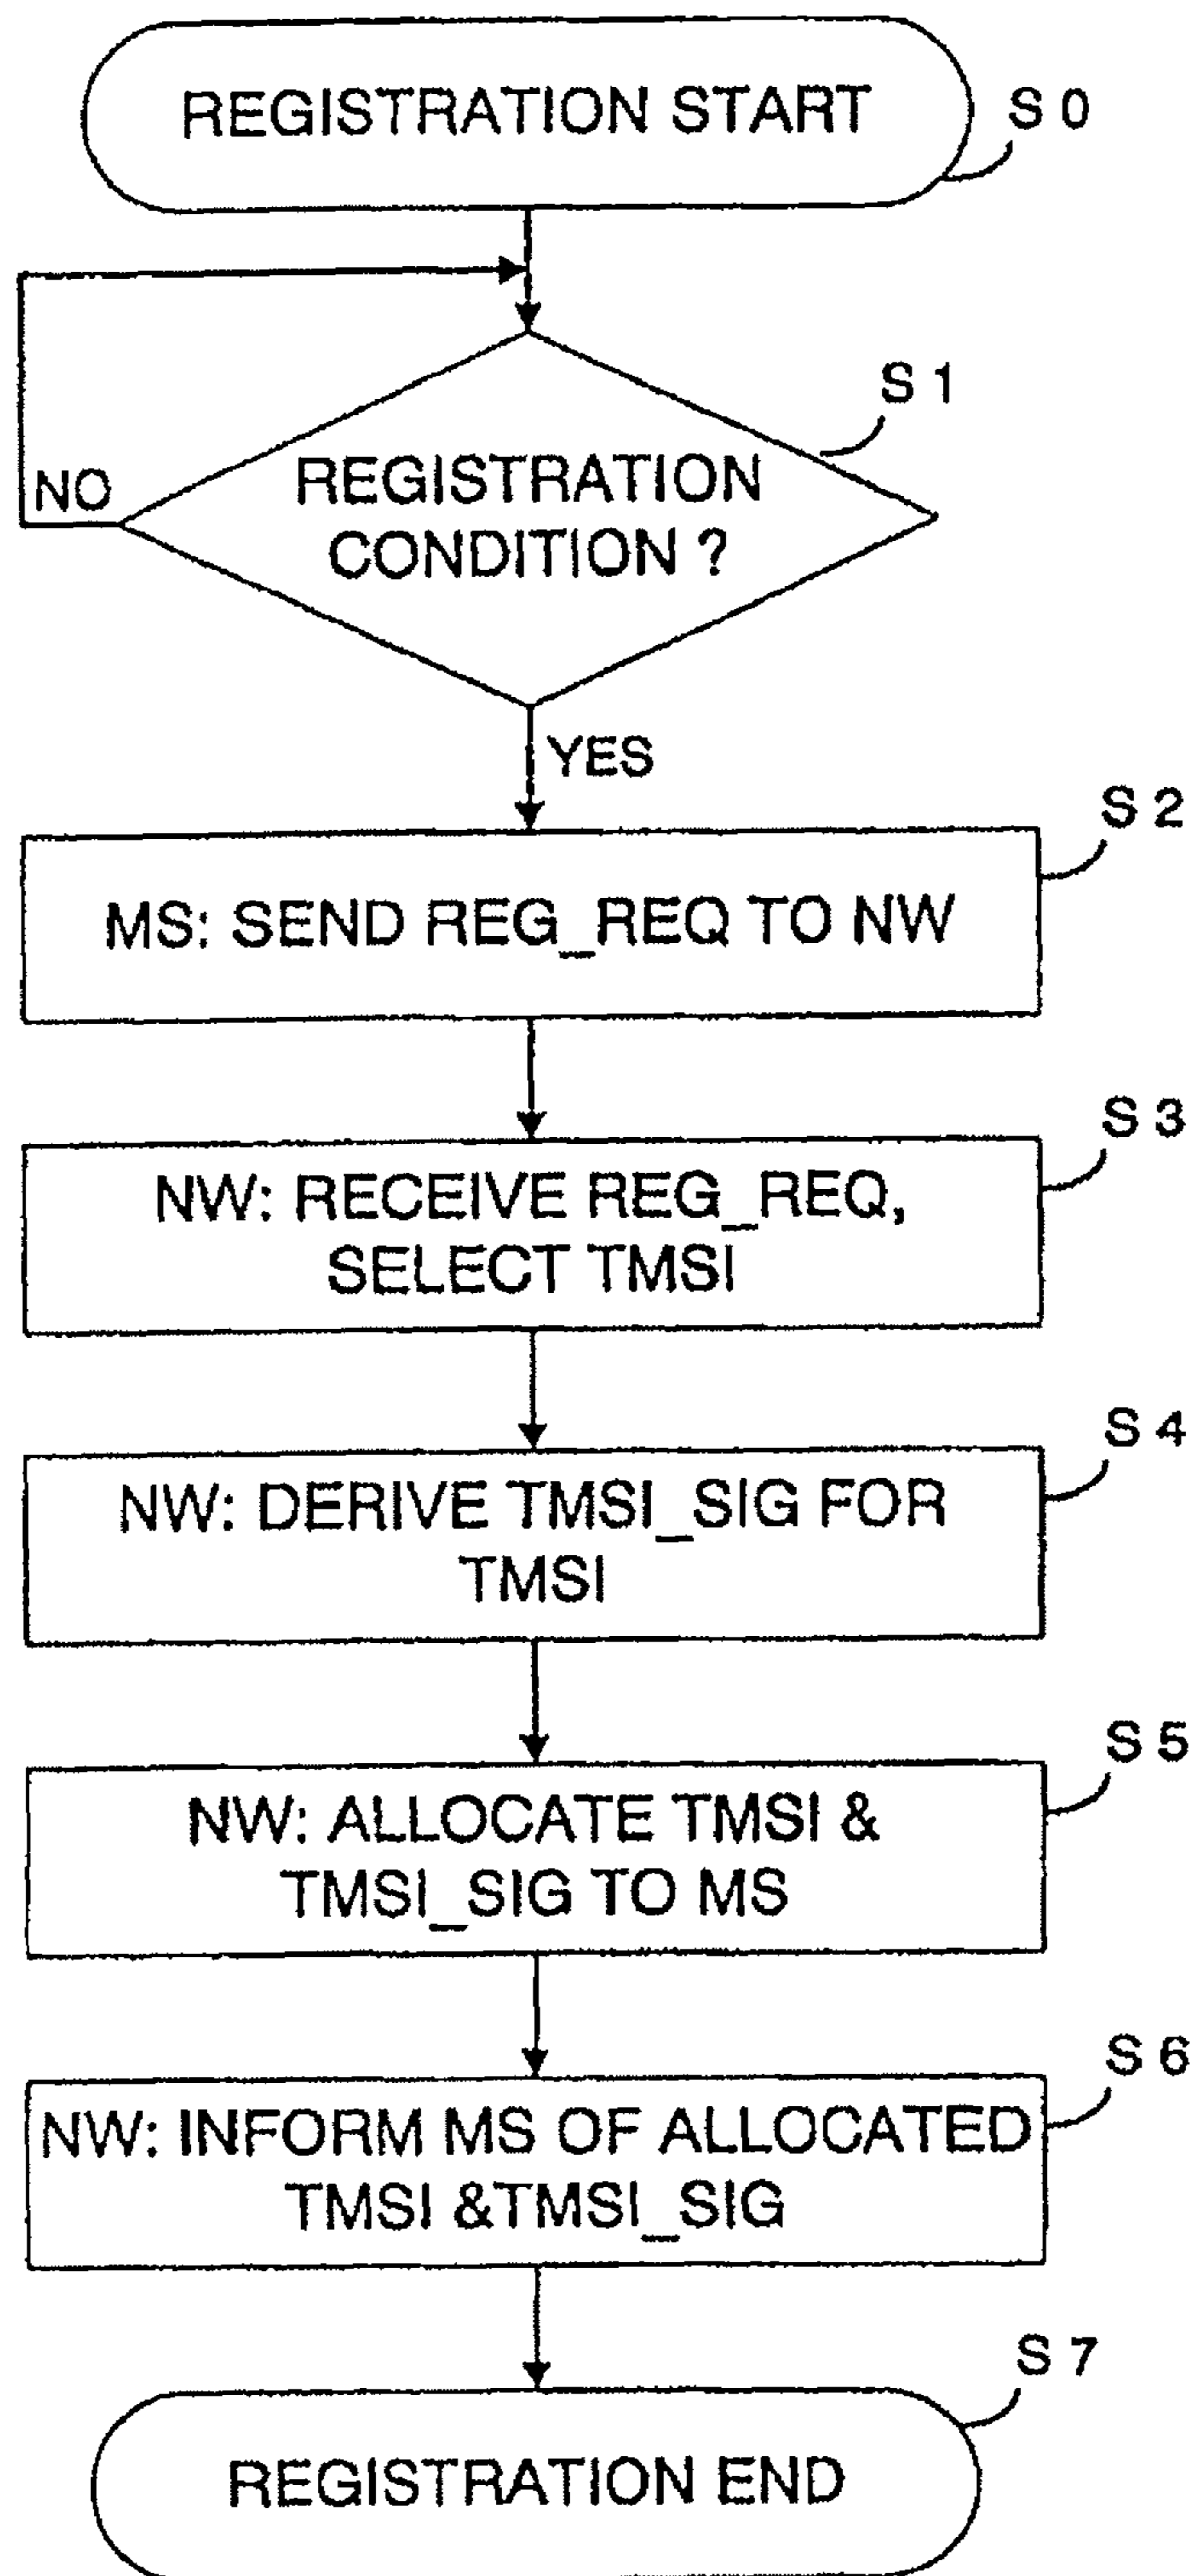 REGISTRATION START
S 0
S 1
REGISTRATION
CONDITION ?
NO
YES
S 2
MS: SEND REG_REQ TO NW
S 3
NW: RECEIVE REG_REQ,
SELECT TMSI
S 4
NW: DERIVE TMSI_SIG FOR
TMSI
S 5
NW: ALLOCATE TMSI &
TMSI_SIG TO MS
S 6
NW: INFORM MS OF ALLOCATED
TMSI &TMSI_SIG
S 7
REGISTRATION END